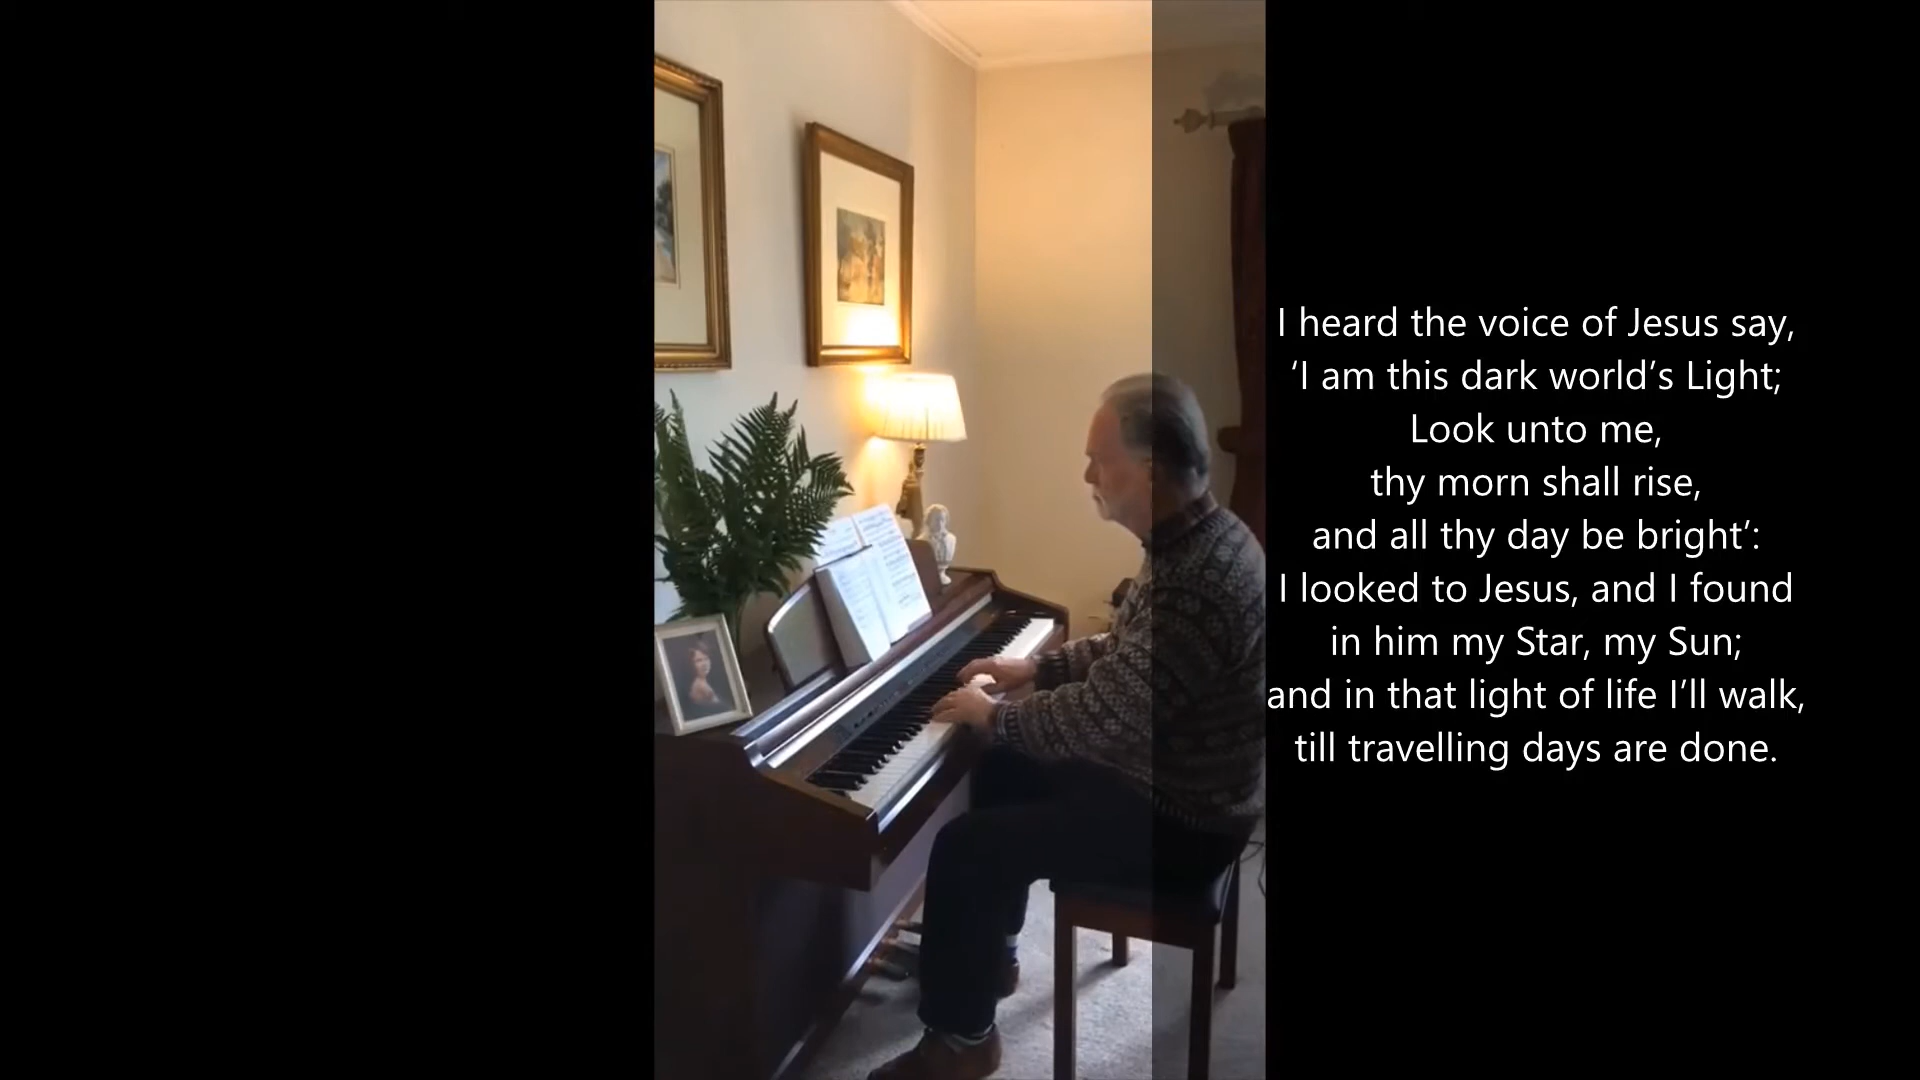 I heard the voice of Jesus say,
‘I am this dark world’s Light;
Look unto me,
thy morn shall rise,
and all thy day be bright’:
I looked to Jesus, and I found
in him my Star, my Sun;
and in that light of life I’ll walk,
till travelling days are done.